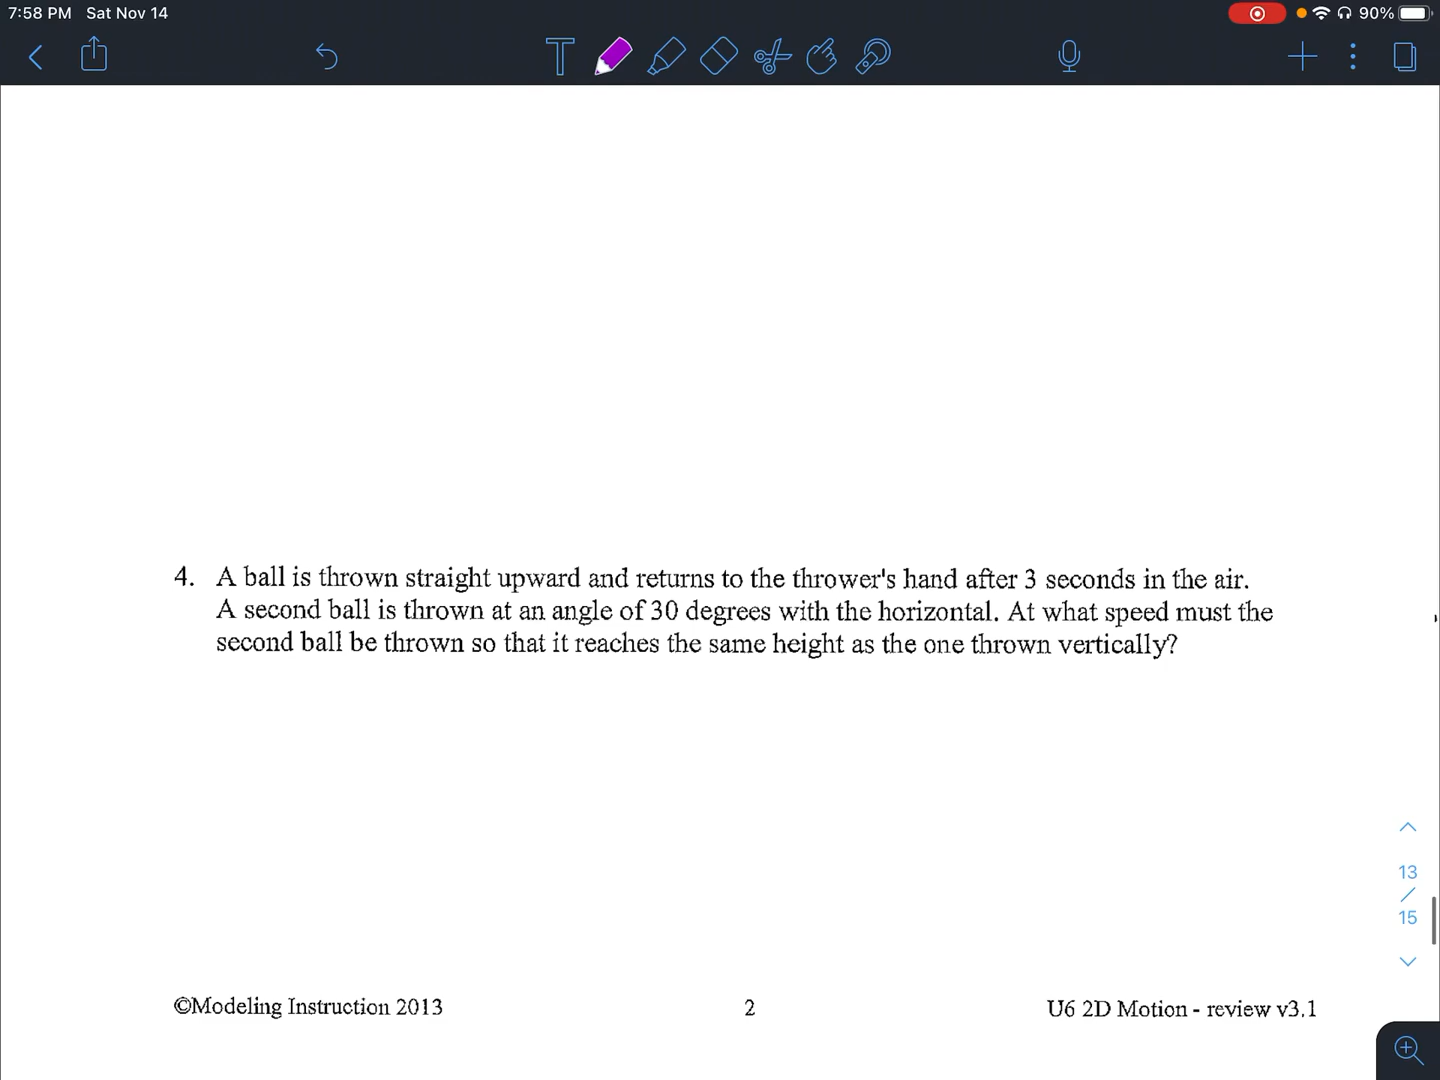 7:58 PM Sat Nov 14
90%
4. A ball is thrown straight upward and returns to the thrower's hand after 3 seconds in the air.
A second ball is thrown at an angle of 30 degrees with the horizontal. At what speed must the
second ball be thrown so that it reaches the same height as the one thrown vertically?
13
/
15
©Modeling Instruction 2013 2 U6 2D Motion - review v3.1